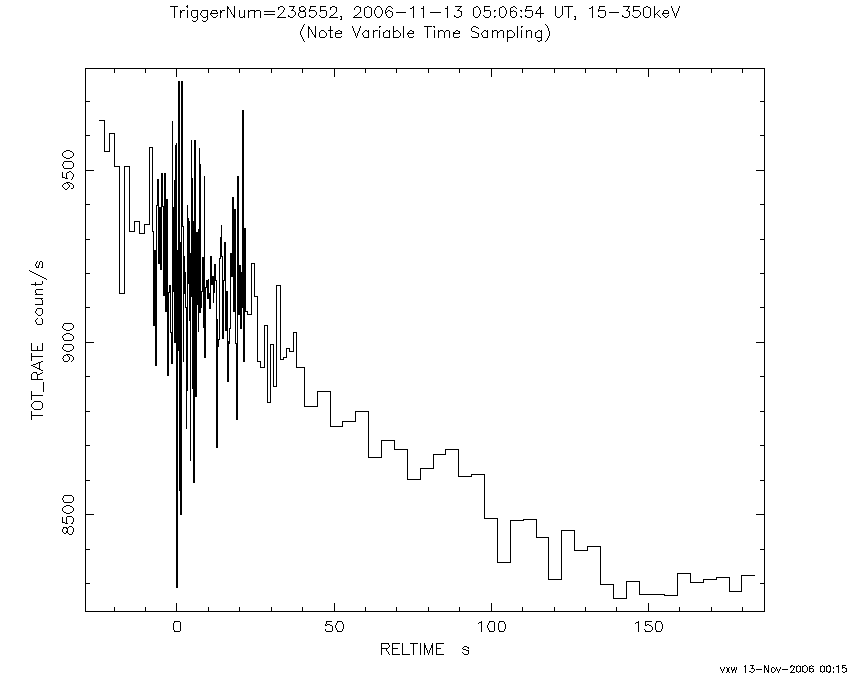 TriggerNum=238552, 2006-11-13 05:06:54 UT, 15-350keV
(Note Variable Time Sampling)
9500
9000
8500
TOT_RATE count/s
0 50 100 150
RELTIME s
vxw 13-Nov-2006 00:15